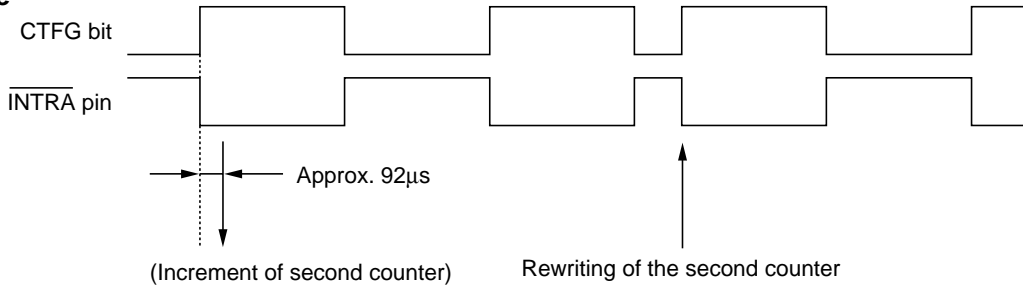 CTFG bit
INTRA pin
Approx. 92μs
(Increment of second counter)
Rewriting of the second counter